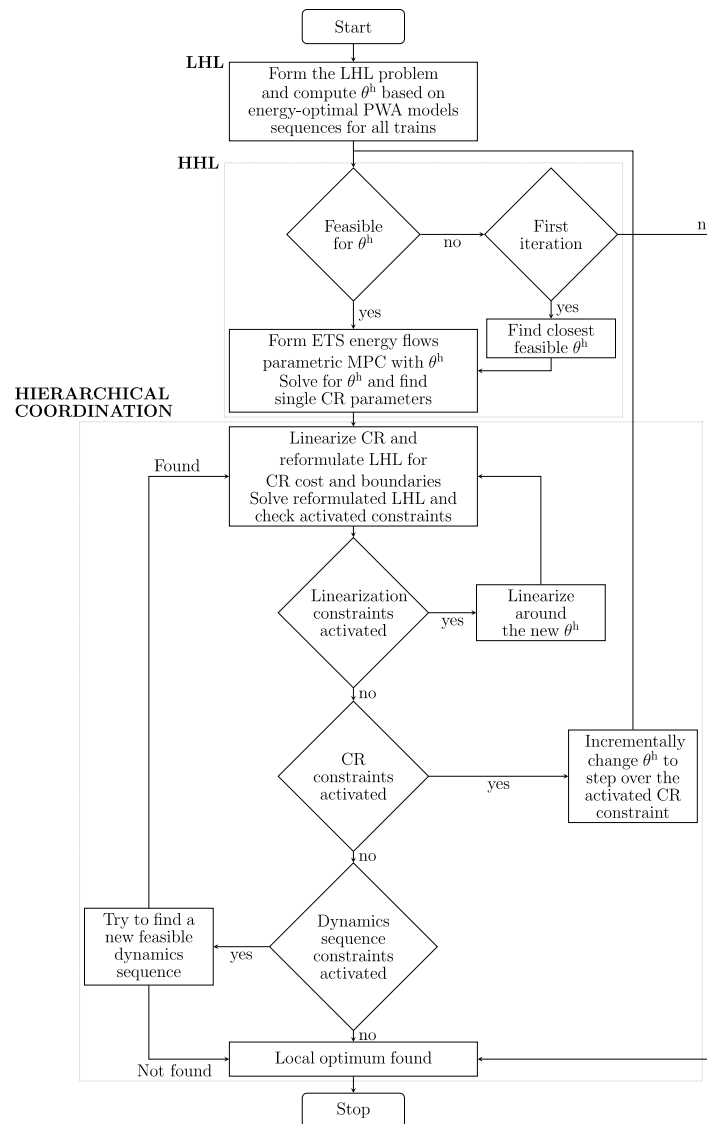 Start
LHL
Form the LHL problem
and compute θʰ based on
energy-optimal PWA models
sequences for all trains
HHL
Feasible
for θʰ
no
First
iteration
n
yes
yes
Find closest
feasible θʰ
Form ETS energy flows
parametric MPC with θʰ
Solve for θʰ and find
single CR parameters
HIERARCHICAL
COORDINATION
Linearize CR and
reformulate LHL for
CR cost and boundaries
Solve reformulated LHL and
check activated constraints
Found
Linearization
constraints
activated
yes
Linearize
around
the new θʰ
no
CR
constraints
activated
yes
Incrementally
change θʰ to
step over the
activated CR
constraint
no
Dynamics
sequence
constraints
activated
yes
Try to find a
new feasible
dynamics
sequence
no
Local optimum found
Not found
Stop